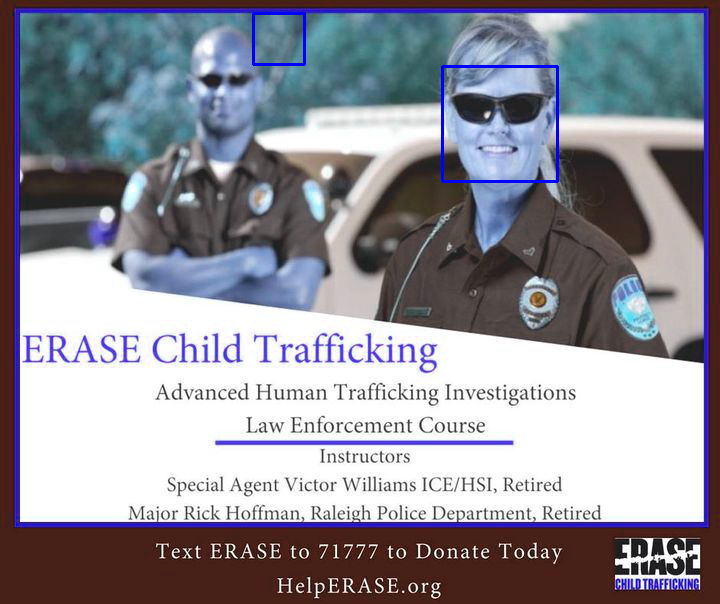 POLICE
ERASE Child Trafficking
Advanced Human Trafficking Investigations
Law Enforcement Course
Instructors
Special Agent Victor Williams ICE/HSI, Retired
Major Rick Hoffman, Raleigh Police Department, Retired
Text ERASE to 71777 to Donate Today
HelpERASE.org
ERASE
CHILD TRAFFICKING